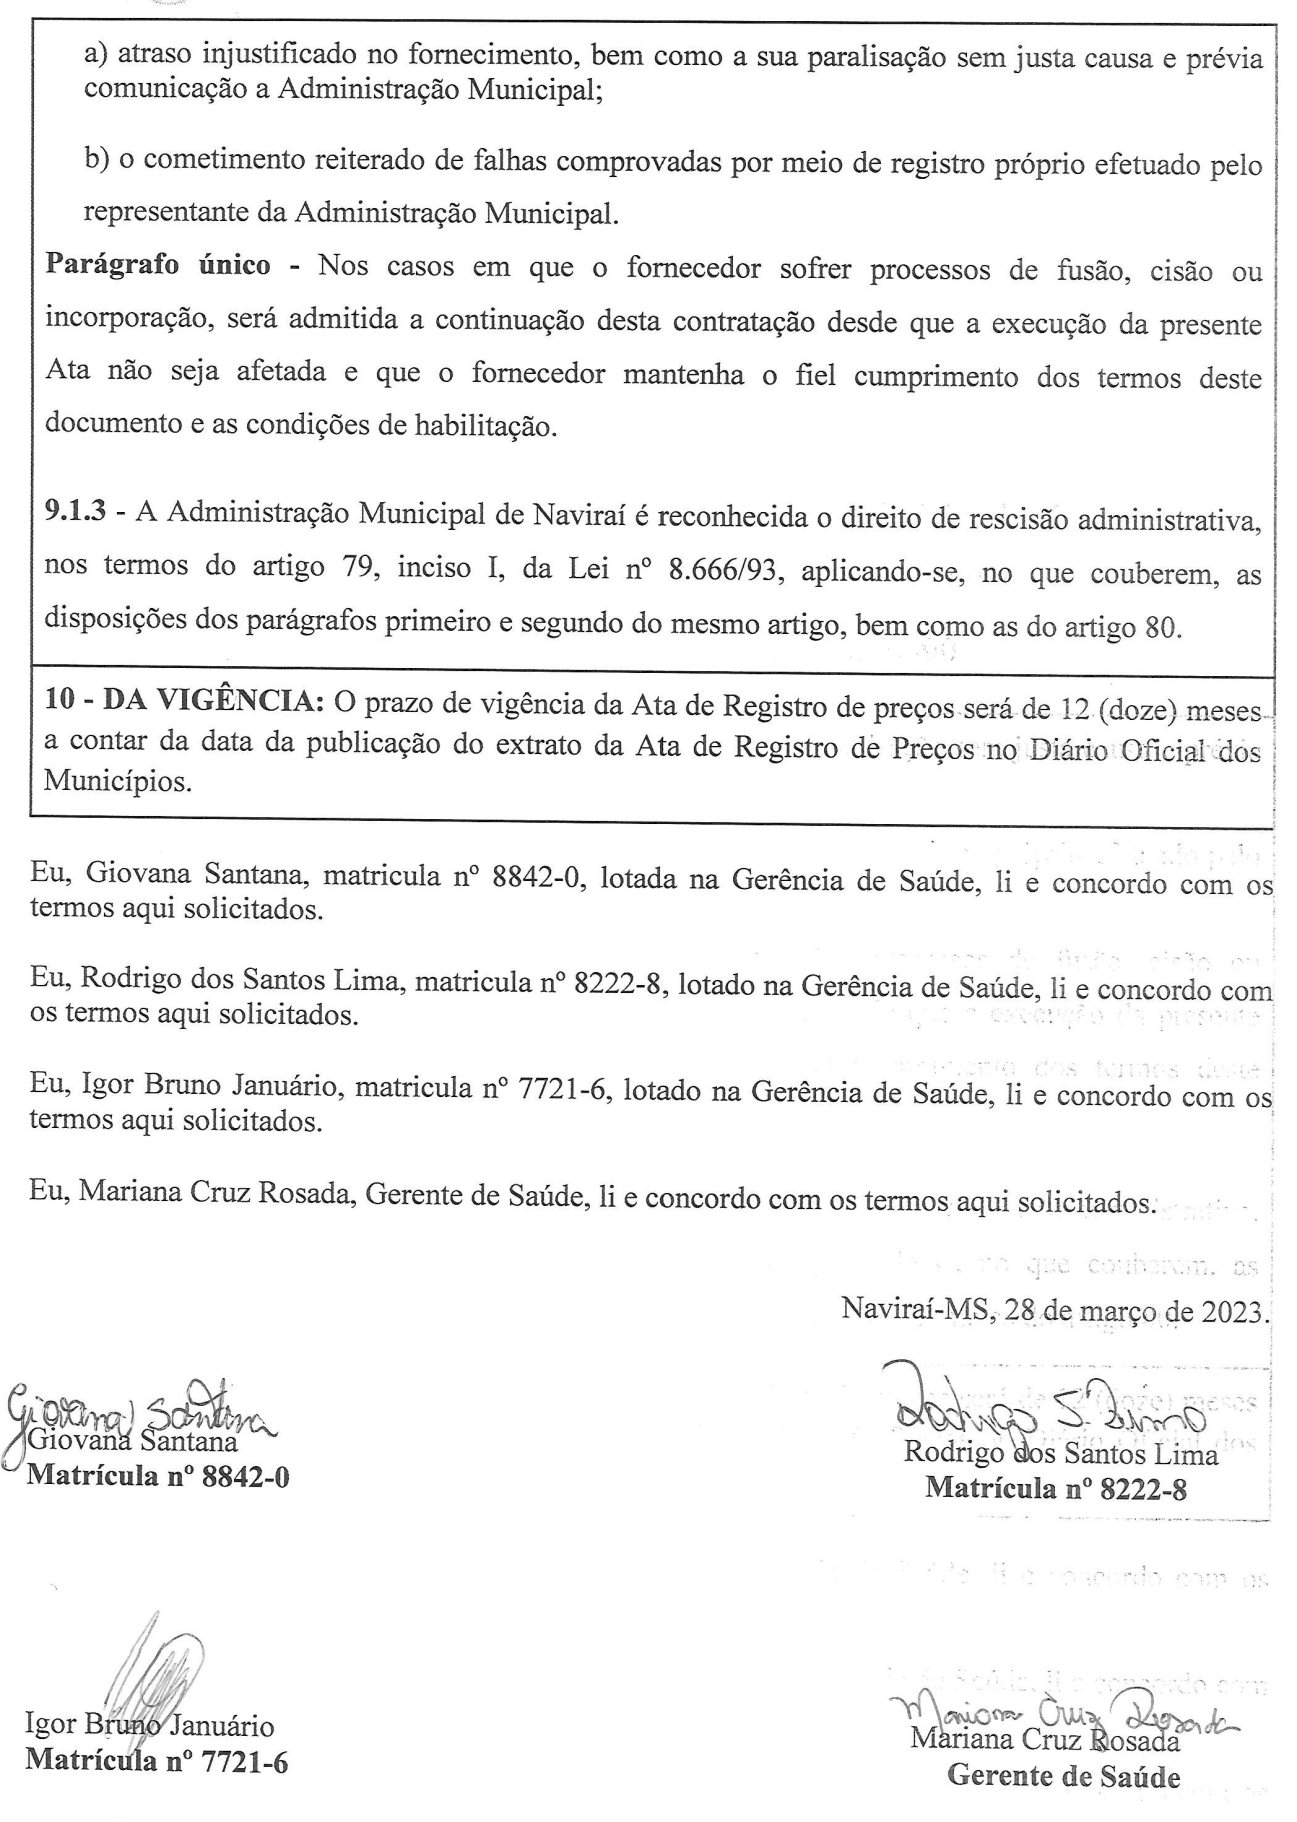 a) atraso injustificado no fornecimento, bem como a sua paralisação sem justa causa e prévia
comunicação a Administração Municipal;
b) o cometimento reiterado de falhas comprovadas por meio de registro próprio efetuado pelo
representante da Administração Municipal.
Parágrafo único - Nos casos em que o fornecedor sofrer processos de fusão, cisão ou
incorporação, será admitida a continuação desta contratação desde que a execução da presente
Ata não seja afetada e que o fornecedor mantenha o fiel cumprimento dos termos deste
documento e as condições de habilitação.
9.1.3 - A Administração Municipal de Naviraí é reconhecida o direito de rescisão administrativa,
nos termos do artigo 79, inciso I, da Lei nº 8.666/93, aplicando-se, no que couberem, as
disposições dos parágrafos primeiro e segundo do mesmo artigo, bem como as do artigo 80.
10 - DA VIGÊNCIA: O prazo de vigência da Ata de Registro de preços será de 12 (doze) meses
a contar da data da publicação do extrato da Ata de Registro de Preços no Diário Oficial dos
Municípios.
Eu, Giovana Santana, matricula nº 8842-0, lotada na Gerência de Saúde, li e concordo com os
termos aqui solicitados.
Eu, Rodrigo dos Santos Lima, matricula nº 8222-8, lotado na Gerência de Saúde, li e concordo com
os termos aqui solicitados.
Eu, Igor Bruno Januário, matricula nº 7721-6, lotado na Gerência de Saúde, li e concordo com os
termos aqui solicitados.
Eu, Mariana Cruz Rosada, Gerente de Saúde, li e concordo com os termos aqui solicitados.
Naviraí-MS, 28 de março de 2023.
Giovana Santana
Giovana Santana
Matrícula nº 8842-0
Rodrigo S. Lima
Rodrigo dos Santos Lima
Matrícula nº 8222-8
Igor Bruno Januário
Matrícula nº 7721-6
Mariana Cruz Rosada
Mariana Cruz Rosada
Gerente de Saúde